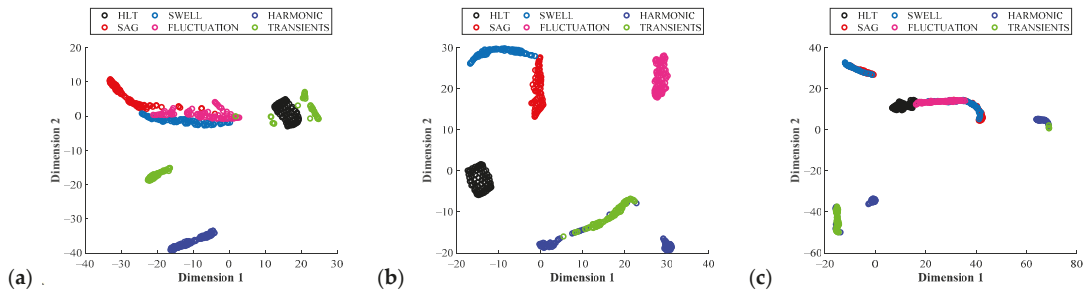 HLT SWELL HARMONIC
SAG FLUCTUATION TRANSIENTS
20
10
0
−10
−20
−30
−40
−40 −30 −20 −10 0 10 20 30
Dimension 2
Dimension 1
(a)
HLT SWELL HARMONIC
SAG FLUCTUATION TRANSIENTS
30
20
10
0
−10
−20
−20 −10 0 10 20 30 40
Dimension 2
Dimension 1
(b)
HLT SWELL HARMONIC
SAG FLUCTUATION TRANSIENTS
40
20
0
−20
−40
−60
−20 0 20 40 60 80
Dimension 2
Dimension 1
(c)